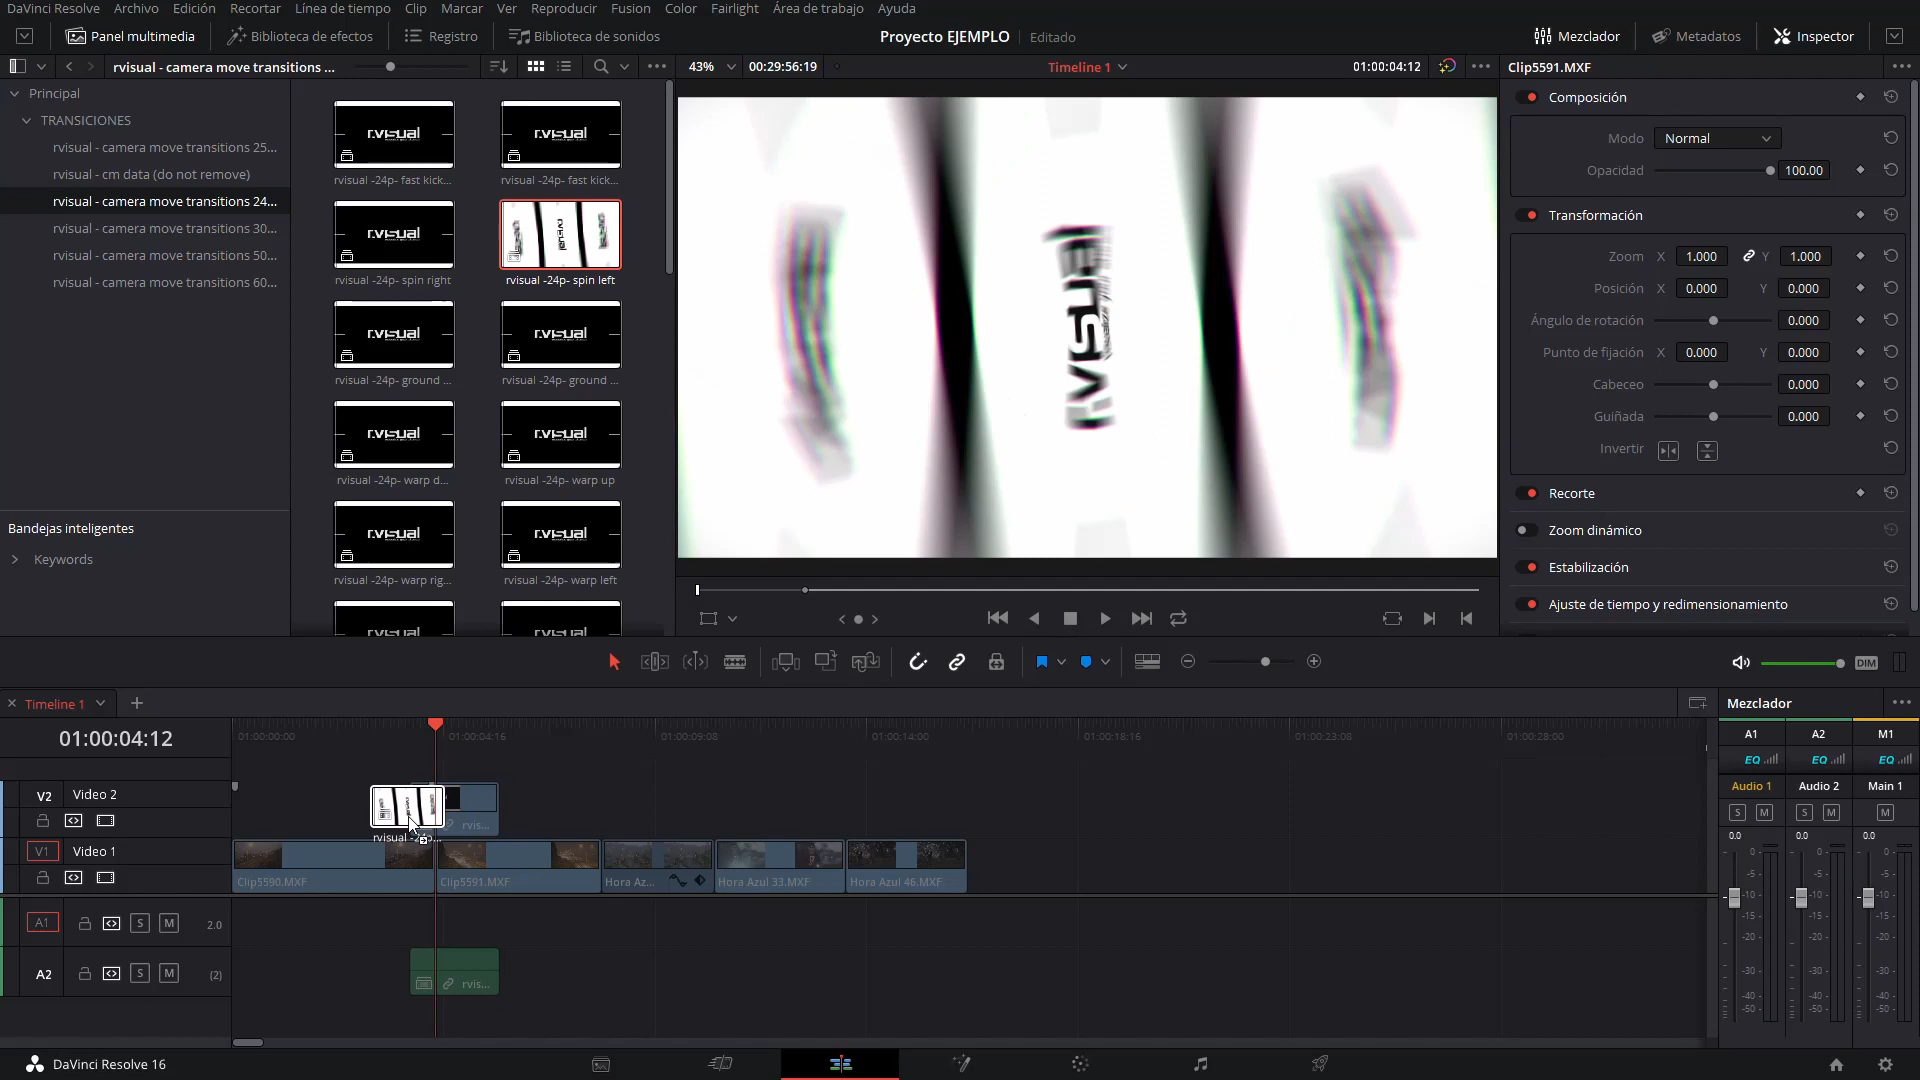 DaVinci Resolve Archivo Edición Recortar Línea de tiempo Clip Marcar Ver Reproducir Fusion Color Fairlight Área de trabajo Ayuda
Panel multimedia Biblioteca de efectos Registro Biblioteca de sonidos Proyecto EJEMPLO Editado Mezclador Metadatos Inspector
rvisual - camera move transitions ... 43% 00:29:56:19 Timeline 1 01:00:04:12 Clip5591.MXF
Principal
TRANSICIONES
rvisual - camera move transitions 25...
rvisual - cm data (do not remove)
rvisual - camera move transitions 24...
rvisual - camera move transitions 30...
rvisual - camera move transitions 50...
rvisual - camera move transitions 60...
Bandejas inteligentes
Keywords
rvisual rvisual
rvisual -24p- fast kick... rvisual -24p- fast kick...
rvisual rvisual
rvisual -24p- spin right rvisual -24p- spin left
rvisual rvisual
rvisual -24p- ground ... rvisual -24p- ground ...
rvisual rvisual
rvisual -24p- warp d... rvisual -24p- warp up
rvisual rvisual
rvisual -24p- warp rig... rvisual -24p- warp left
rvisual rvisual
rvisual
Composición
Modo Normal
Opacidad 100.00
Transformación
Zoom X 1.000 Y 1.000
Posición X 0.000 Y 0.000
Ángulo de rotación 0.000
Punto de fijación X 0.000 Y 0.000
Cabeceo 0.000
Guiñada 0.000
Invertir
Recorte
Zoom dinámico
Estabilización
Ajuste de tiempo y redimensionamiento
DIM
Timeline 1 Mezclador
01:00:04:12 01:00:00:00 01:00:04:16 01:00:09:08 01:00:14:00 01:00:18:16 01:00:23:08 01:00:28:00
V2 Video 2
rvis...
rvisual -24p...
V1 Video 1
Clip5590.MXF Clip5591.MXF Hora Az... Hora Azul 33.MXF Hora Azul 46.MXF
A1 S M 2.0
A2 S M (2) rvis...
A1 A2 M1
EQ EQ EQ
Audio 1 Audio 2 Main 1
S M S M M
0.0 0.0 0.0
0- 0- 0-
-5- -5- -5-
-10- -10- -10-
-15- -15- -15-
-20- -20- -20-
-30- -30- -30-
-40- -40- -40-
-50- -50- -50-
DaVinci Resolve 16